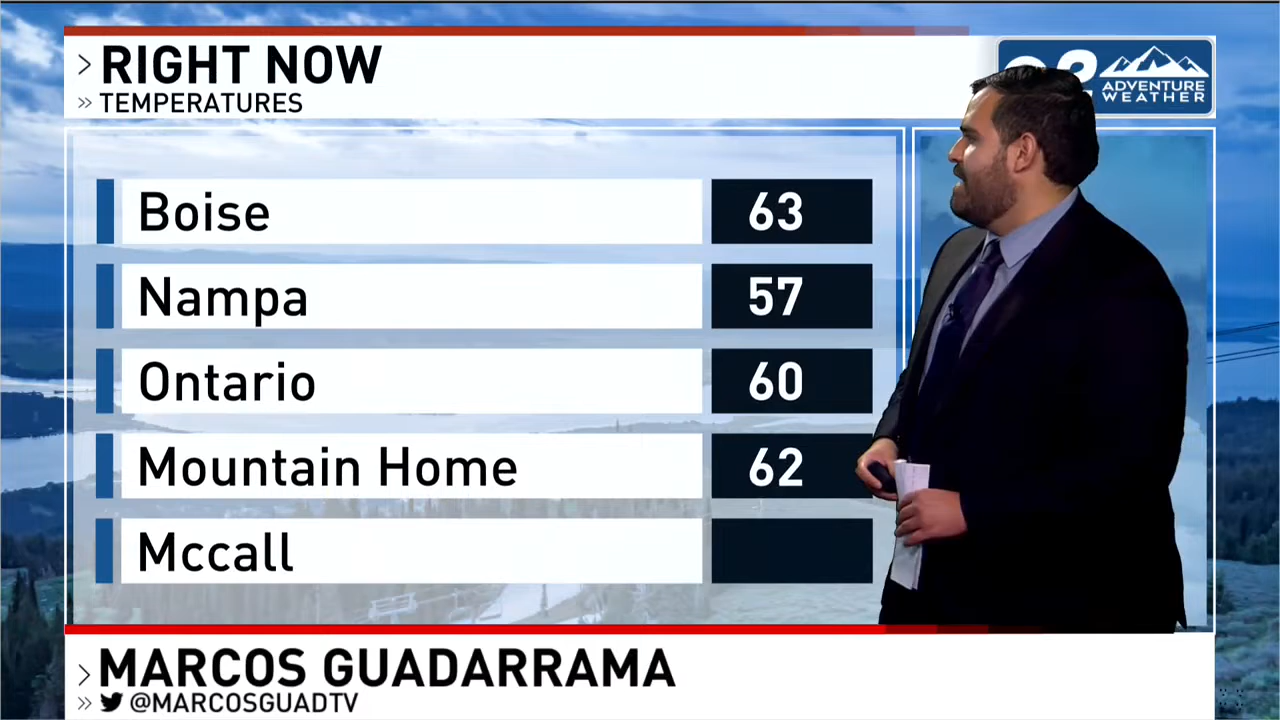 RIGHT NOW
TEMPERATURES
ADVENTURE
WEATHER
Boise 63
Nampa 57
Ontario 60
Mountain Home 62
Mccall
MARCOS GUADARRAMA
@MARCOSGUADTV